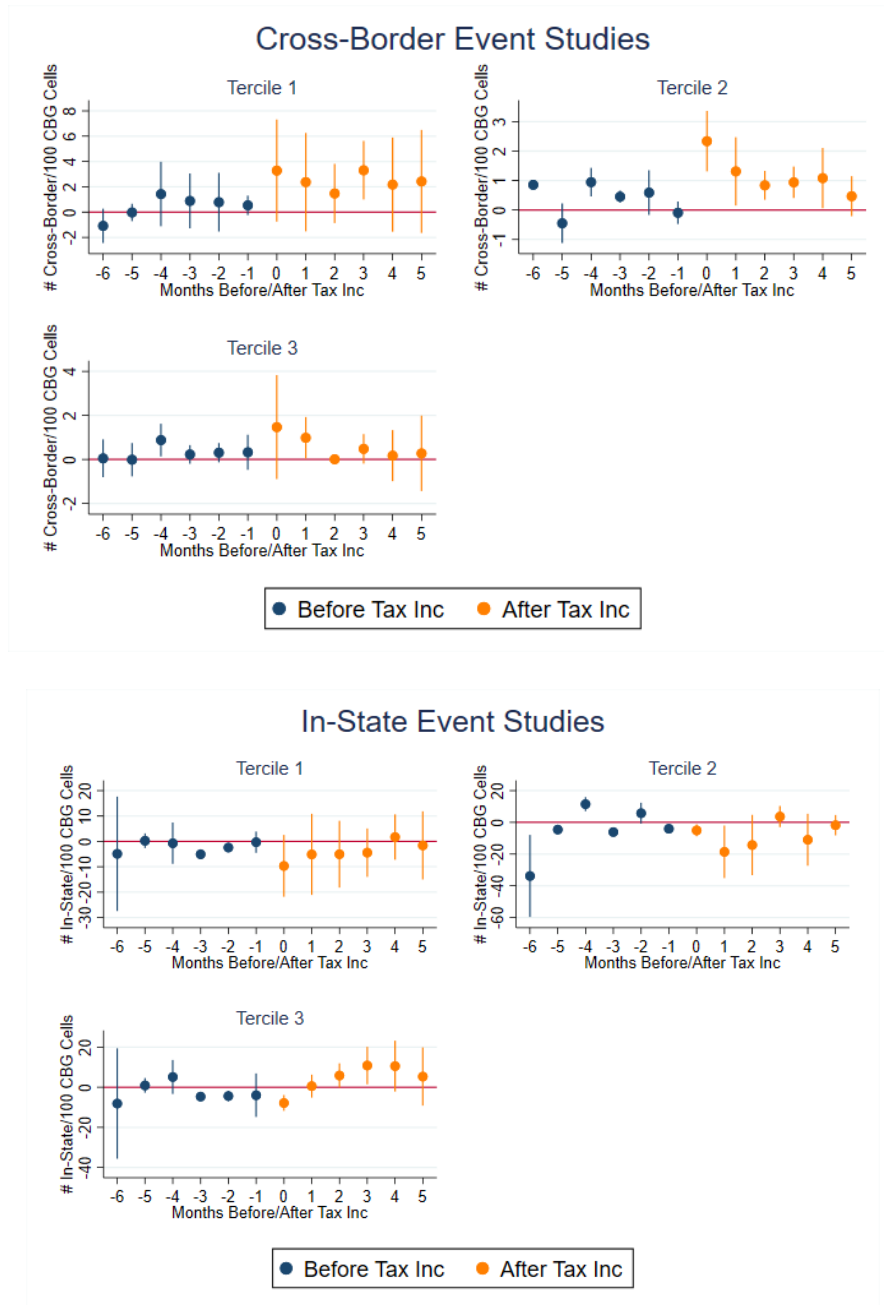 Cross-Border Event Studies
Tercile 1
# Cross-Border/100 CBG Cells
8
6
4
2
0
-2
-6 -5 -4 -3 -2 -1 0 1 2 3 4 5
Months Before/After Tax Inc
Tercile 2
# Cross-Border/100 CBG Cells
3
2
1
0
-1
-6 -5 -4 -3 -2 -1 0 1 2 3 4 5
Months Before/After Tax Inc
Tercile 3
# Cross-Border/100 CBG Cells
4
2
0
-2
-6 -5 -4 -3 -2 -1 0 1 2 3 4 5
Months Before/After Tax Inc
Before Tax Inc After Tax Inc
In-State Event Studies
Tercile 1
# In-State/100 CBG Cells
20
10
0
-10
-20
-30
-6 -5 -4 -3 -2 -1 0 1 2 3 4 5
Months Before/After Tax Inc
Tercile 2
# In-State/100 CBG Cells
20
0
-20
-40
-60
-6 -5 -4 -3 -2 -1 0 1 2 3 4 5
Months Before/After Tax Inc
Tercile 3
# In-State/100 CBG Cells
20
0
-20
-40
-6 -5 -4 -3 -2 -1 0 1 2 3 4 5
Months Before/After Tax Inc
Before Tax Inc After Tax Inc